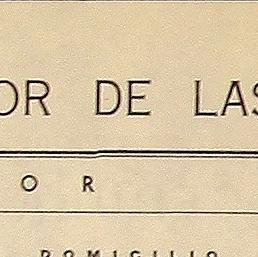 OR DE LAS
O R
DOMICILIO